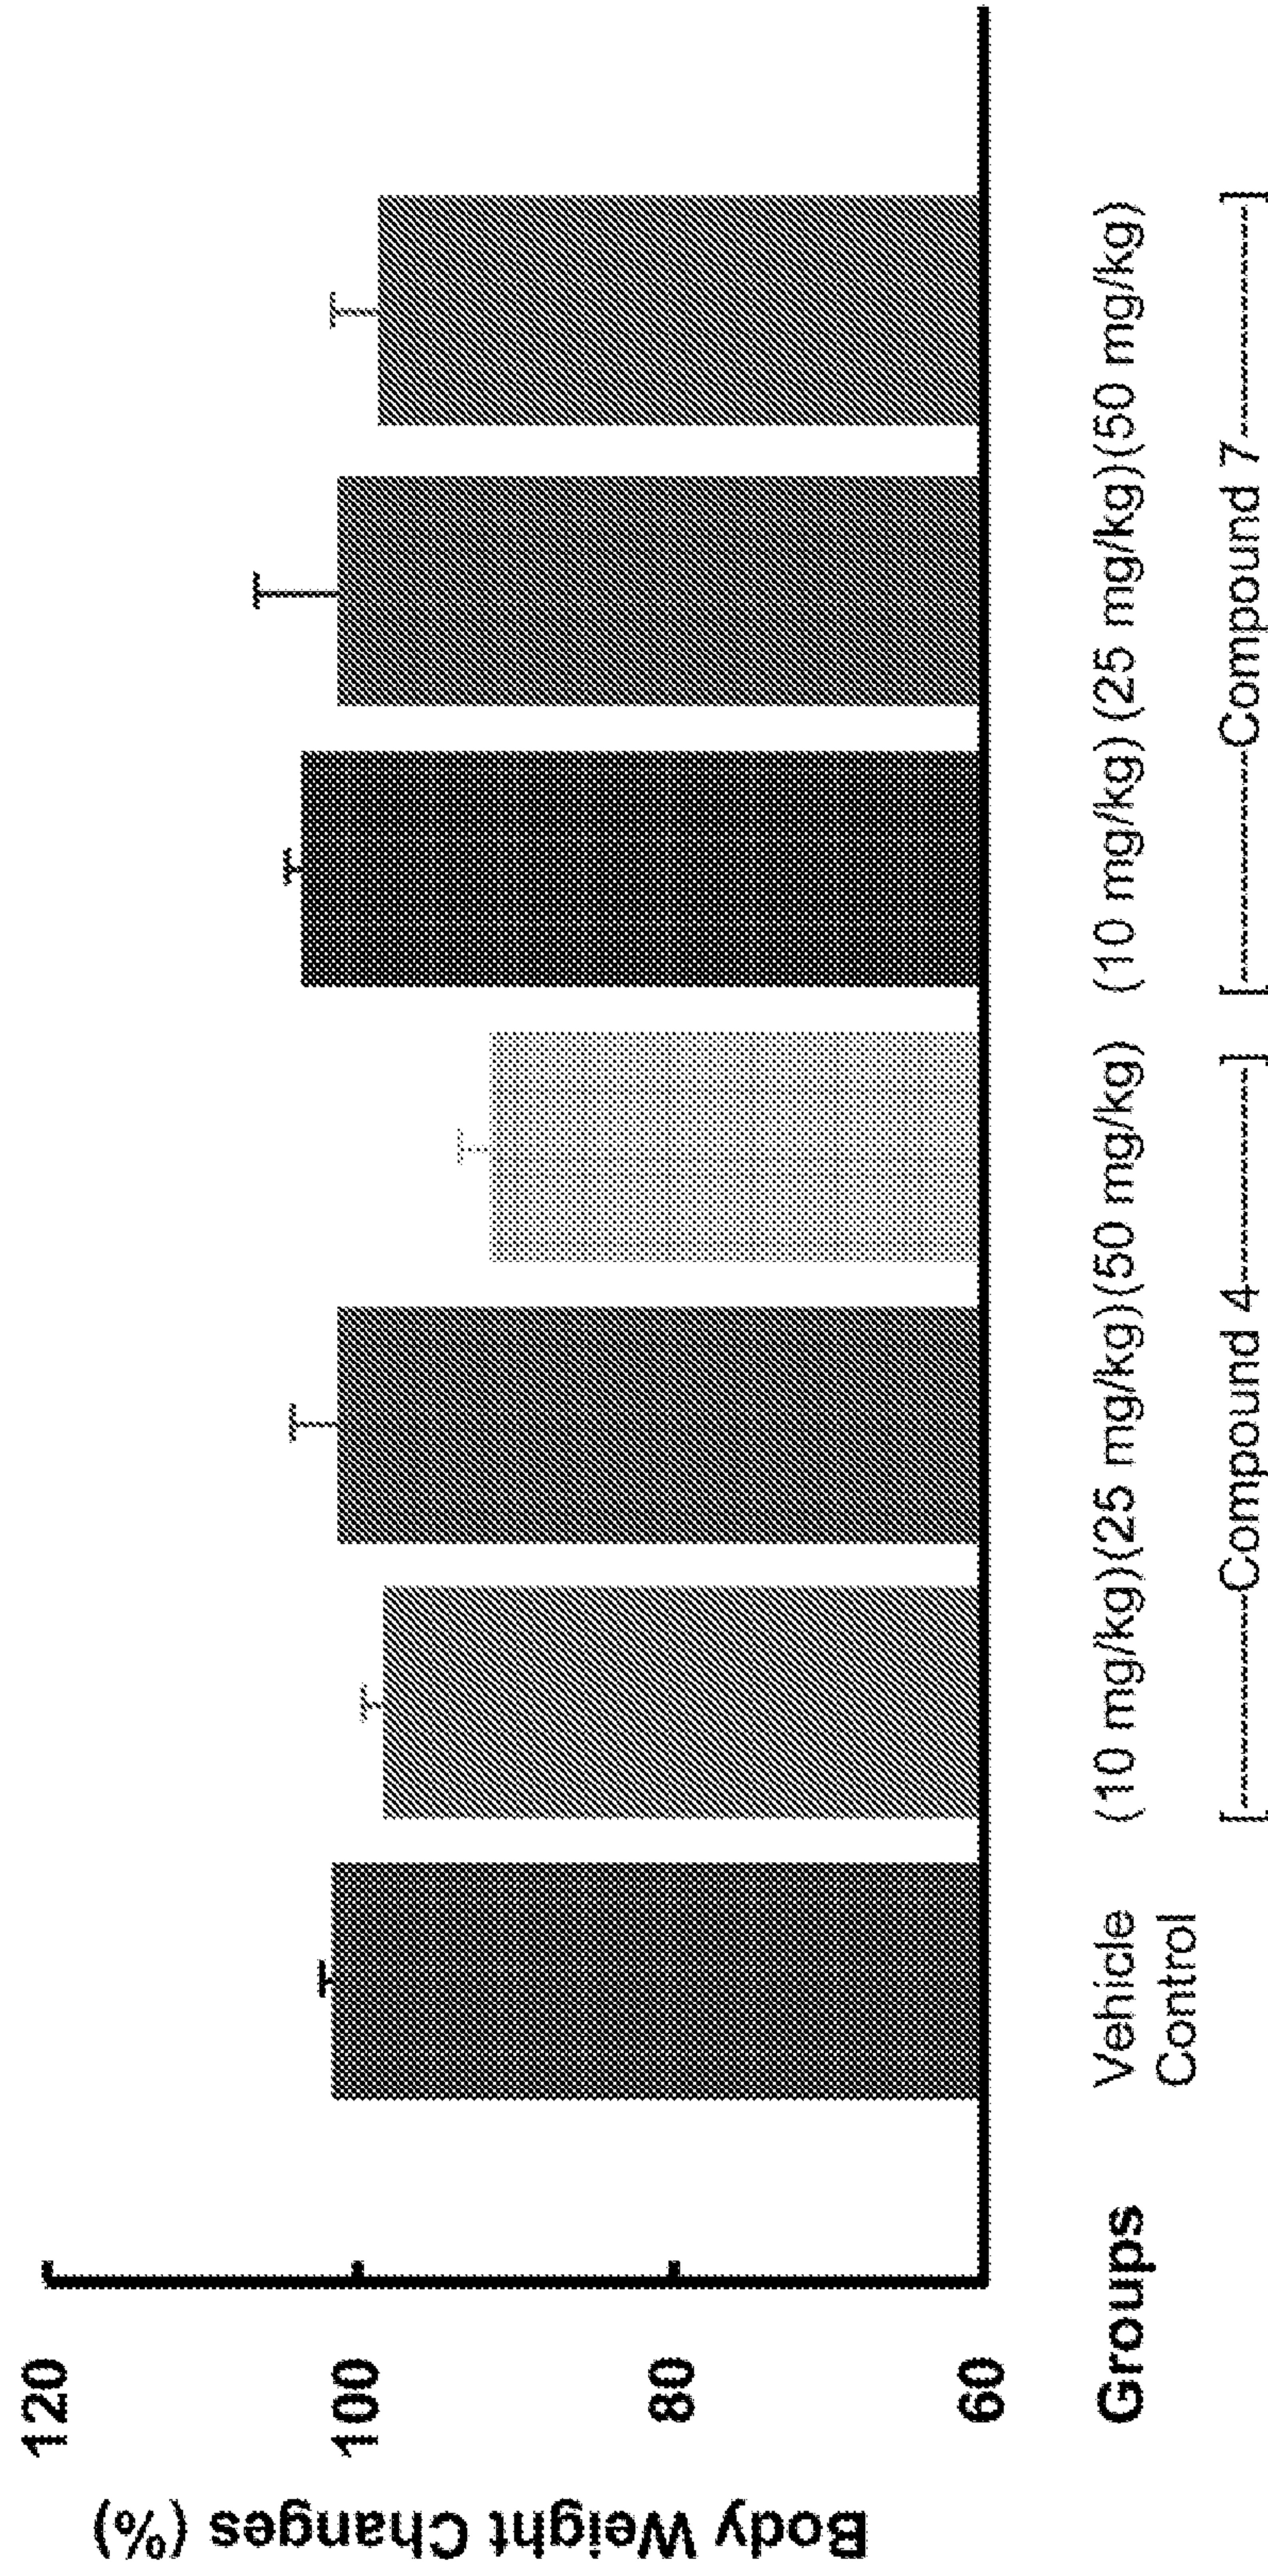 Body Weight Changes (%)
120
100
80
60
Groups Vehicle Control (10 mg/kg)(25 mg/kg)(50 mg/kg) (10 mg/kg) (25 mg/kg)(50 mg/kg)
[--------Compound 4--------] [--------Compound 7--------]